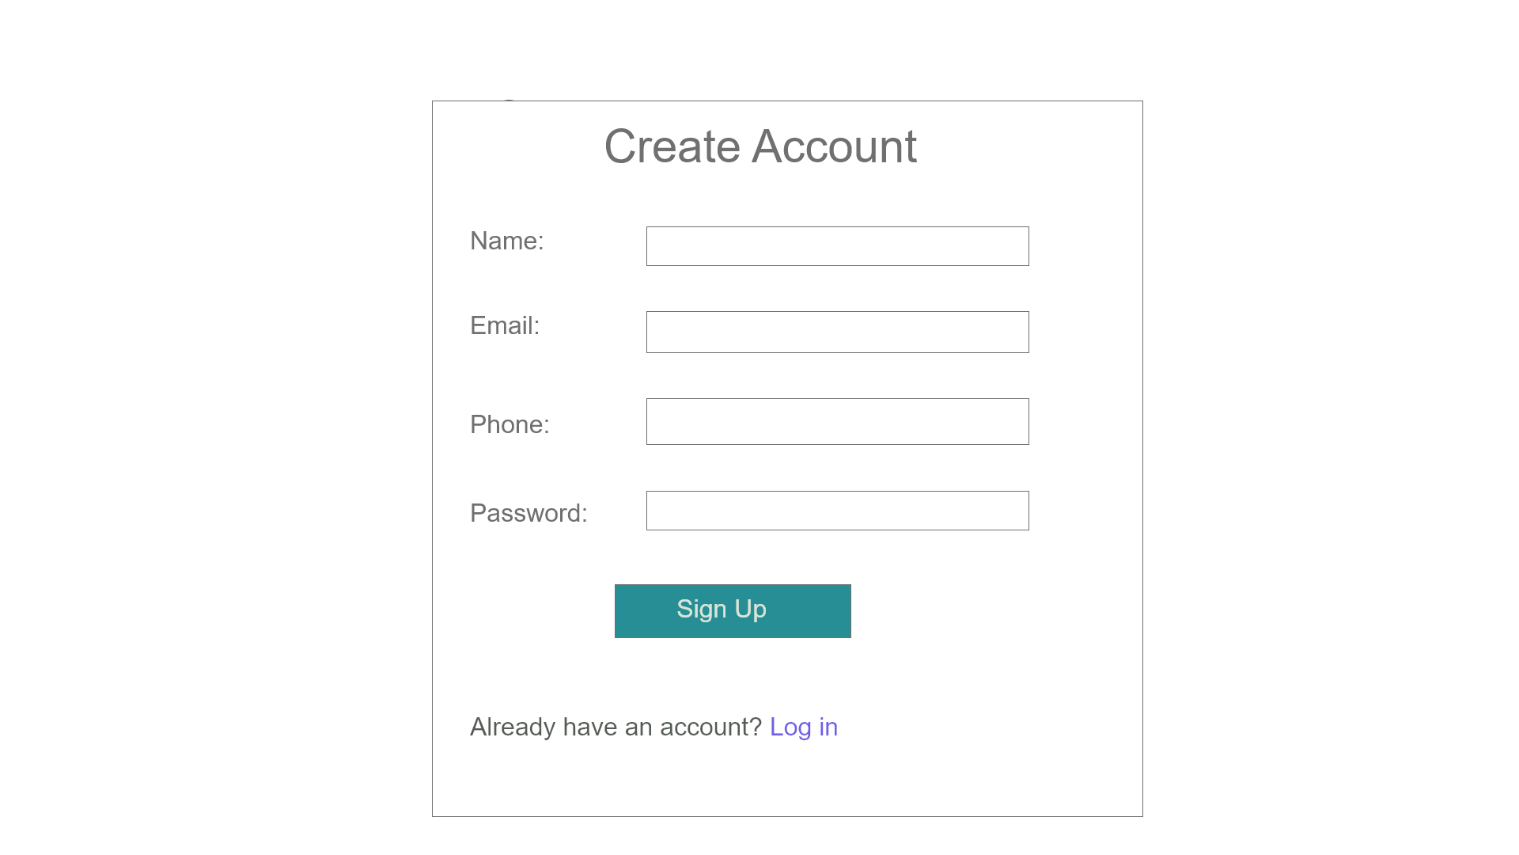 Create Account
Name:
Email:
Phone:
Password:
Sign Up
Already have an account? Log in